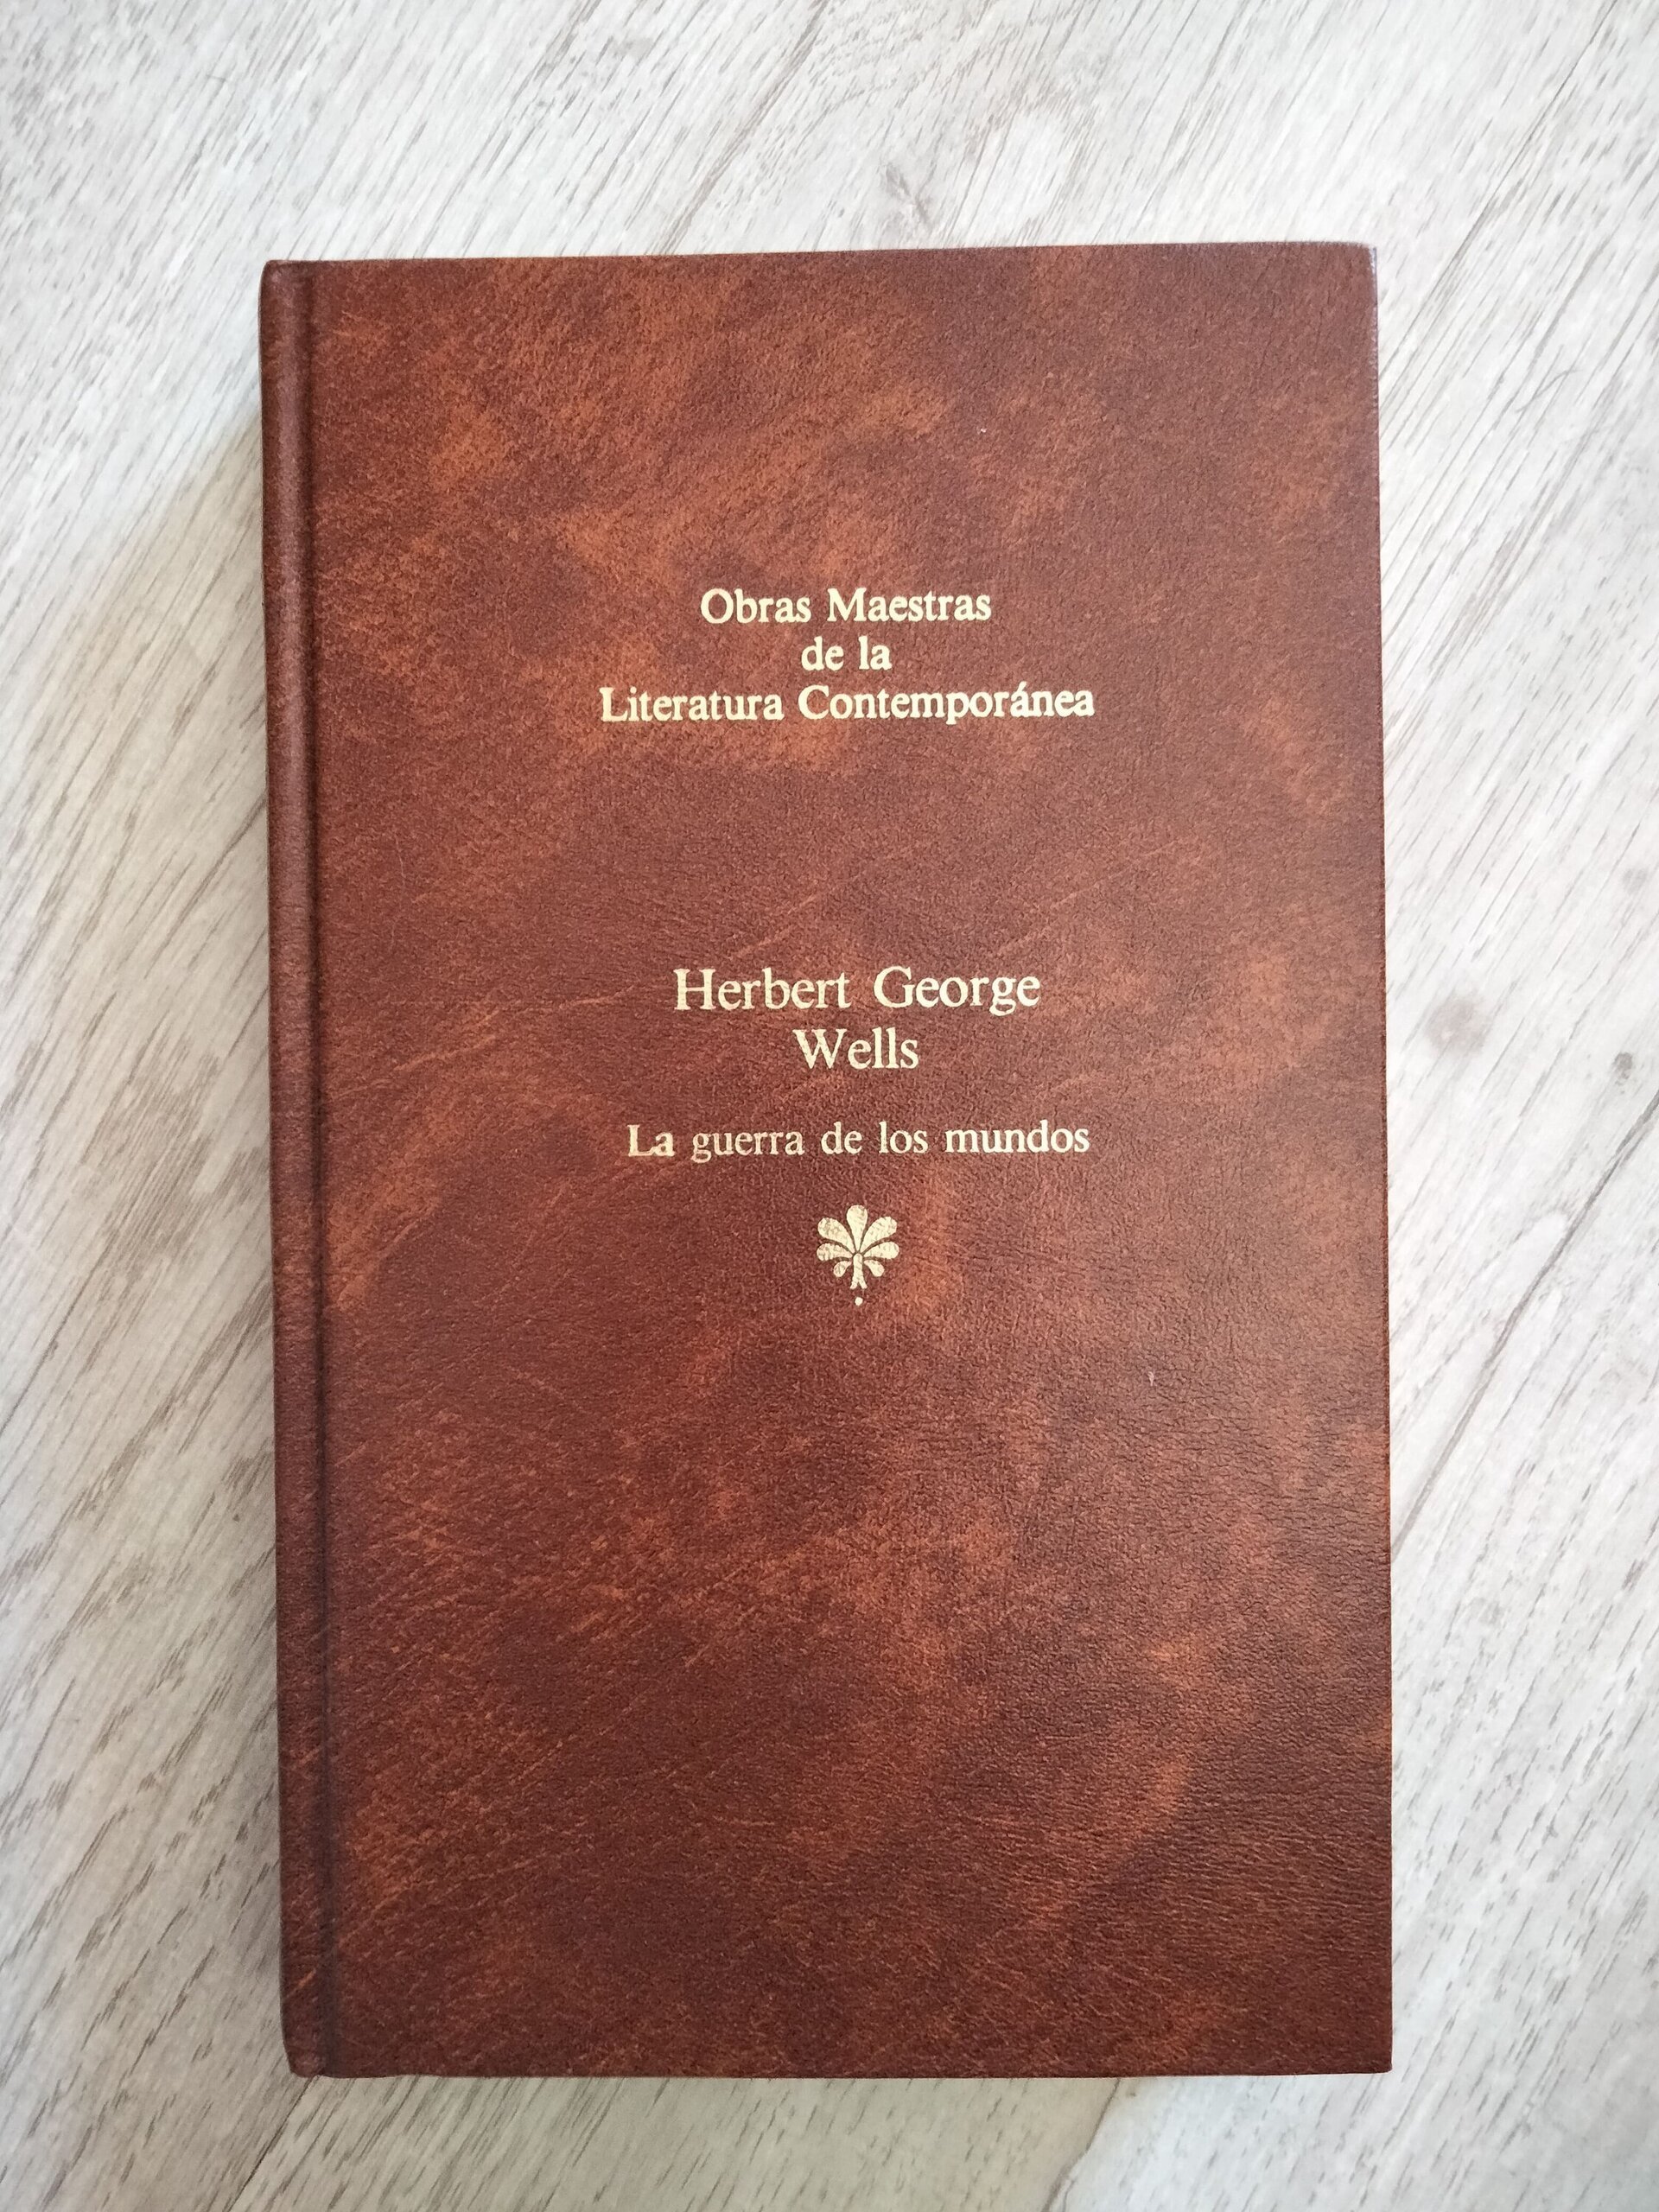 Obras Maestras
de la
Literatura Contemporánea
Herbert George
Wells
La guerra de los mundos